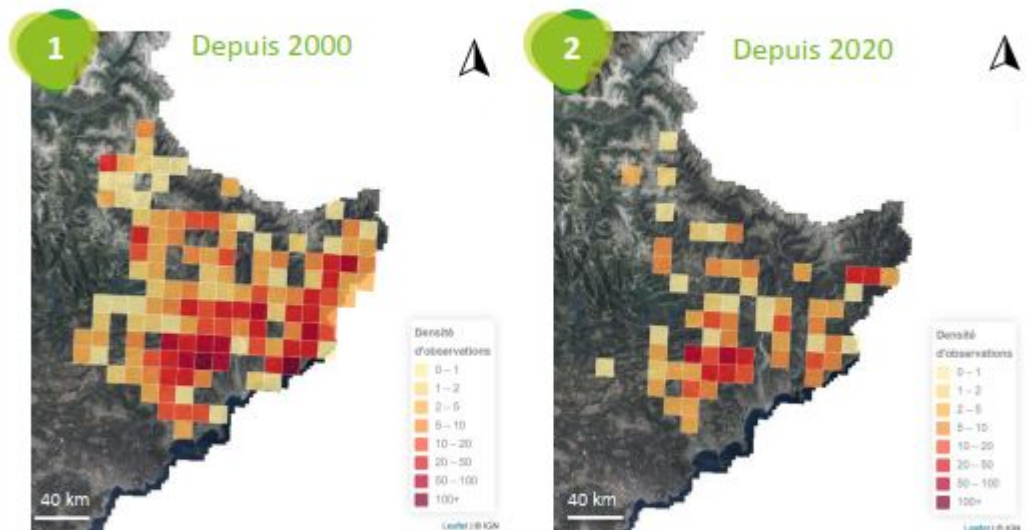 1
Depuis 2000
Densité
d'observations
0 – 1
1 – 2
2 – 5
5 – 10
10 – 20
20 – 50
50 – 100
100+
40 km
Leaflet | © IGN
2
Depuis 2020
Densité
d'observations
0 – 1
1 – 2
2 – 5
5 – 10
10 – 20
20 – 50
50 – 100
100+
40 km
Leaflet | © IGN